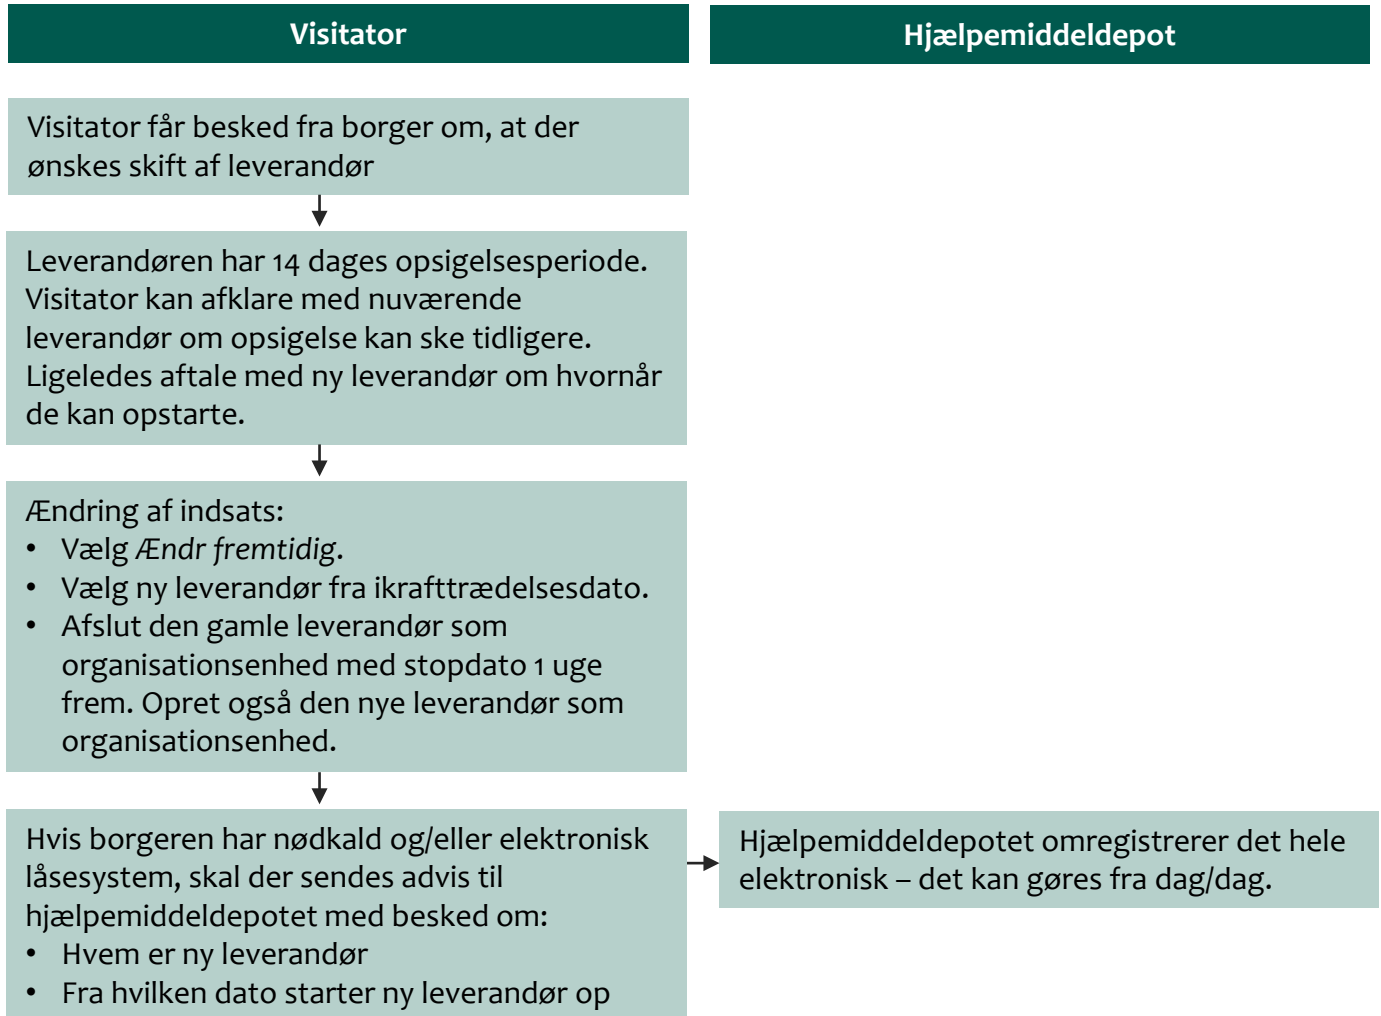 Visitator
Hjælpemiddeldepot
Visitator får besked fra borger om, at der
ønskes skift af leverandør
Leverandøren har 14 dages opsigelsesperiode.
Visitator kan afklare med nuværende
leverandør om opsigelse kan ske tidligere.
Ligeledes aftale med ny leverandør om hvornår
de kan opstarte.
Ændring af indsats:
• Vælg Ændr fremtidig.
• Vælg ny leverandør fra ikrafttrædelsesdato.
• Afslut den gamle leverandør som
organisationsenhed med stopdato 1 uge
frem. Opret også den nye leverandør som
organisationsenhed.
Hvis borgeren har nødkald og/eller elektronisk
låsesystem, skal der sendes advis til
hjælpemiddeldepotet med besked om:
• Hvem er ny leverandør
• Fra hvilken dato starter ny leverandør op
Hjælpemiddeldepotet omregistrerer det hele
elektronisk – det kan gøres fra dag/dag.